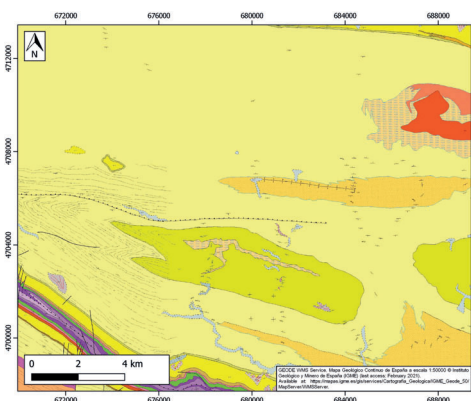 672000 676000 680000 684000 688000
4712000
N
4708000
4704000
4700000
0 2 4 km
GEODE WMS Service. Mapa Geológico Continuo de España a escala 1:50000 © Instituto
Geológico y Minero de España (IGME) (last access: February 2021).
Available at: https://mapas.igme.es/gis/services/Cartografia_Geologica/IGME_Geode_50/
MapServer/WMSServer.
672000 676000 680000 684000 688000